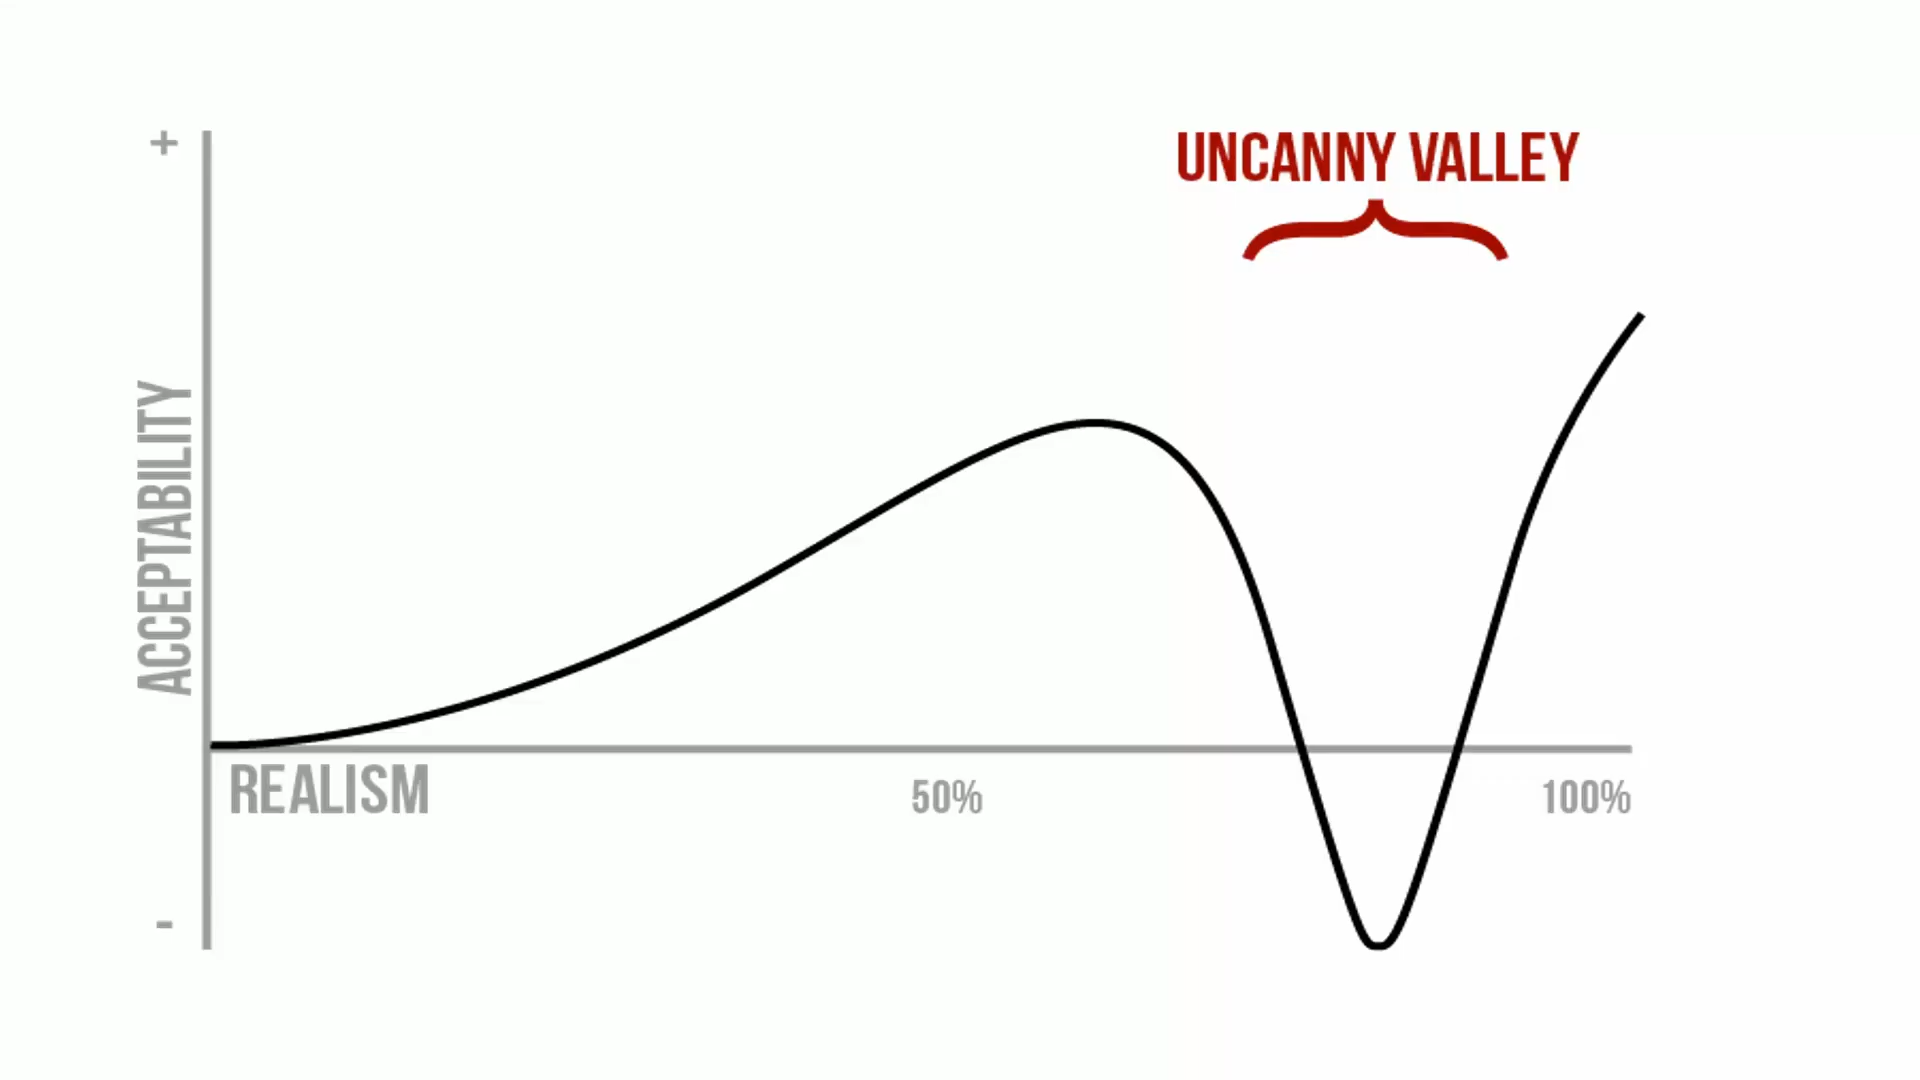 UNCANNY VALLEY
+
ACCEPTABILITY
-
REALISM
50%
100%